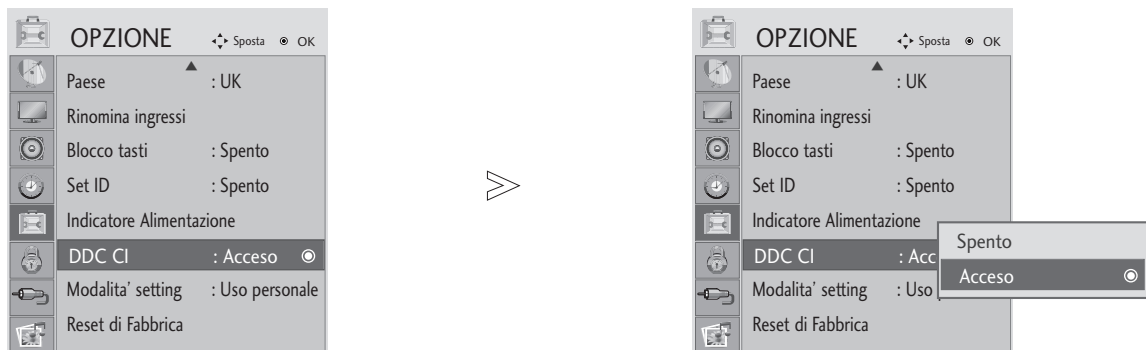 OPZIONE Sposta OK
Paese : UK
Rinomina ingressi
Blocco tasti : Spento
Set ID : Spento
Indicatore Alimentazione
DDC CI : Acceso
Modalita' setting : Uso personale
Reset di Fabbrica
OPZIONE Sposta OK
Paese : UK
Rinomina ingressi
Blocco tasti : Spento
Set ID : Spento
Indicatore Alimentazione
DDC CI : Acc
Modalita' setting : Uso
Reset di Fabbrica
Spento
Acceso